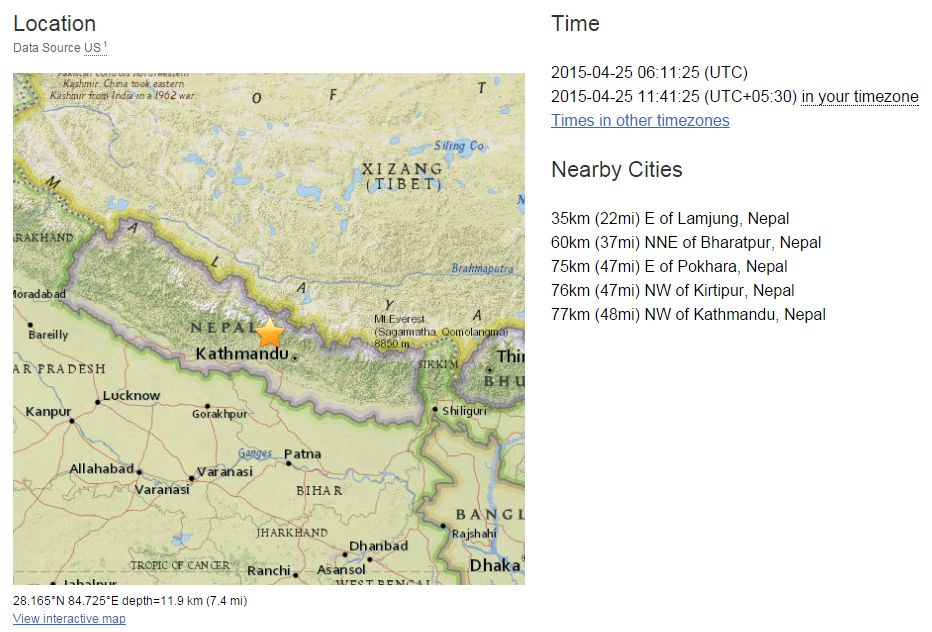 Location
Data Source US 1
Time
2015-04-25 06:11:25 (UTC)
2015-04-25 11:41:25 (UTC+05:30) in your timezone
Times in other timezones
Nearby Cities
35km (22mi) E of Lamjung, Nepal
60km (37mi) NNE of Bharatpur, Nepal
75km (47mi) E of Pokhara, Nepal
76km (47mi) NW of Kirtipur, Nepal
77km (48mi) NW of Kathmandu, Nepal
Pakistan controls northwestern
Kashmir. China took eastern
Kashmir from India in a 1962 war.
O F T
Siling Co
XIZANG
(TIBET)
M A L A Y A
ARAKHAND
Brahmaputra
Moradabad
Mt Everest
(Sagarmatha, Qomolangma)
8850 m
NEPAL
Bareilly
Kathmandu
SIKKIM
Thi
BHU
AR PRADESH
Lucknow
Kanpur
Gorakhpur
Shiliguri
Ganges
Patna
Allahabad
Varanasi
Varanasi
BIHAR
BANGL
JHARKHAND
Rajshahi
Dhanbad
TROPIC OF CANCER
Ranchi
Asansol
Dhaka
Jabalpur
WEST BENGAL
28.165°N 84.725°E depth=11.9 km (7.4 mi)
View interactive map